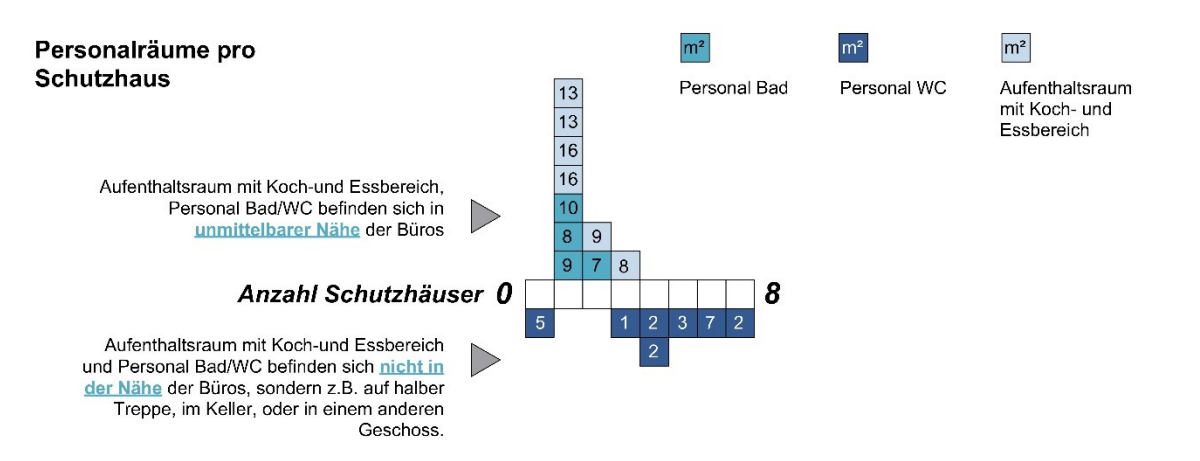 Personalräume pro
Schutzhaus
m² m² m²
Personal Bad Personal WC Aufenthaltsraum
mit Koch- und
Essbereich
13
13
16
16
Aufenthaltsraum mit Koch-und Essbereich,
Personal Bad/WC befinden sich in
unmittelbarer Nähe der Büros
10
8 9
9 7 8
Anzahl Schutzhäuser 0 8
5 1 2 3 7 2
2
Aufenthaltsraum mit Koch-und Essbereich
und Personal Bad/WC befinden sich nicht in
der Nähe der Büros, sondern z.B. auf halber
Treppe, im Keller, oder in einem anderen
Geschoss.